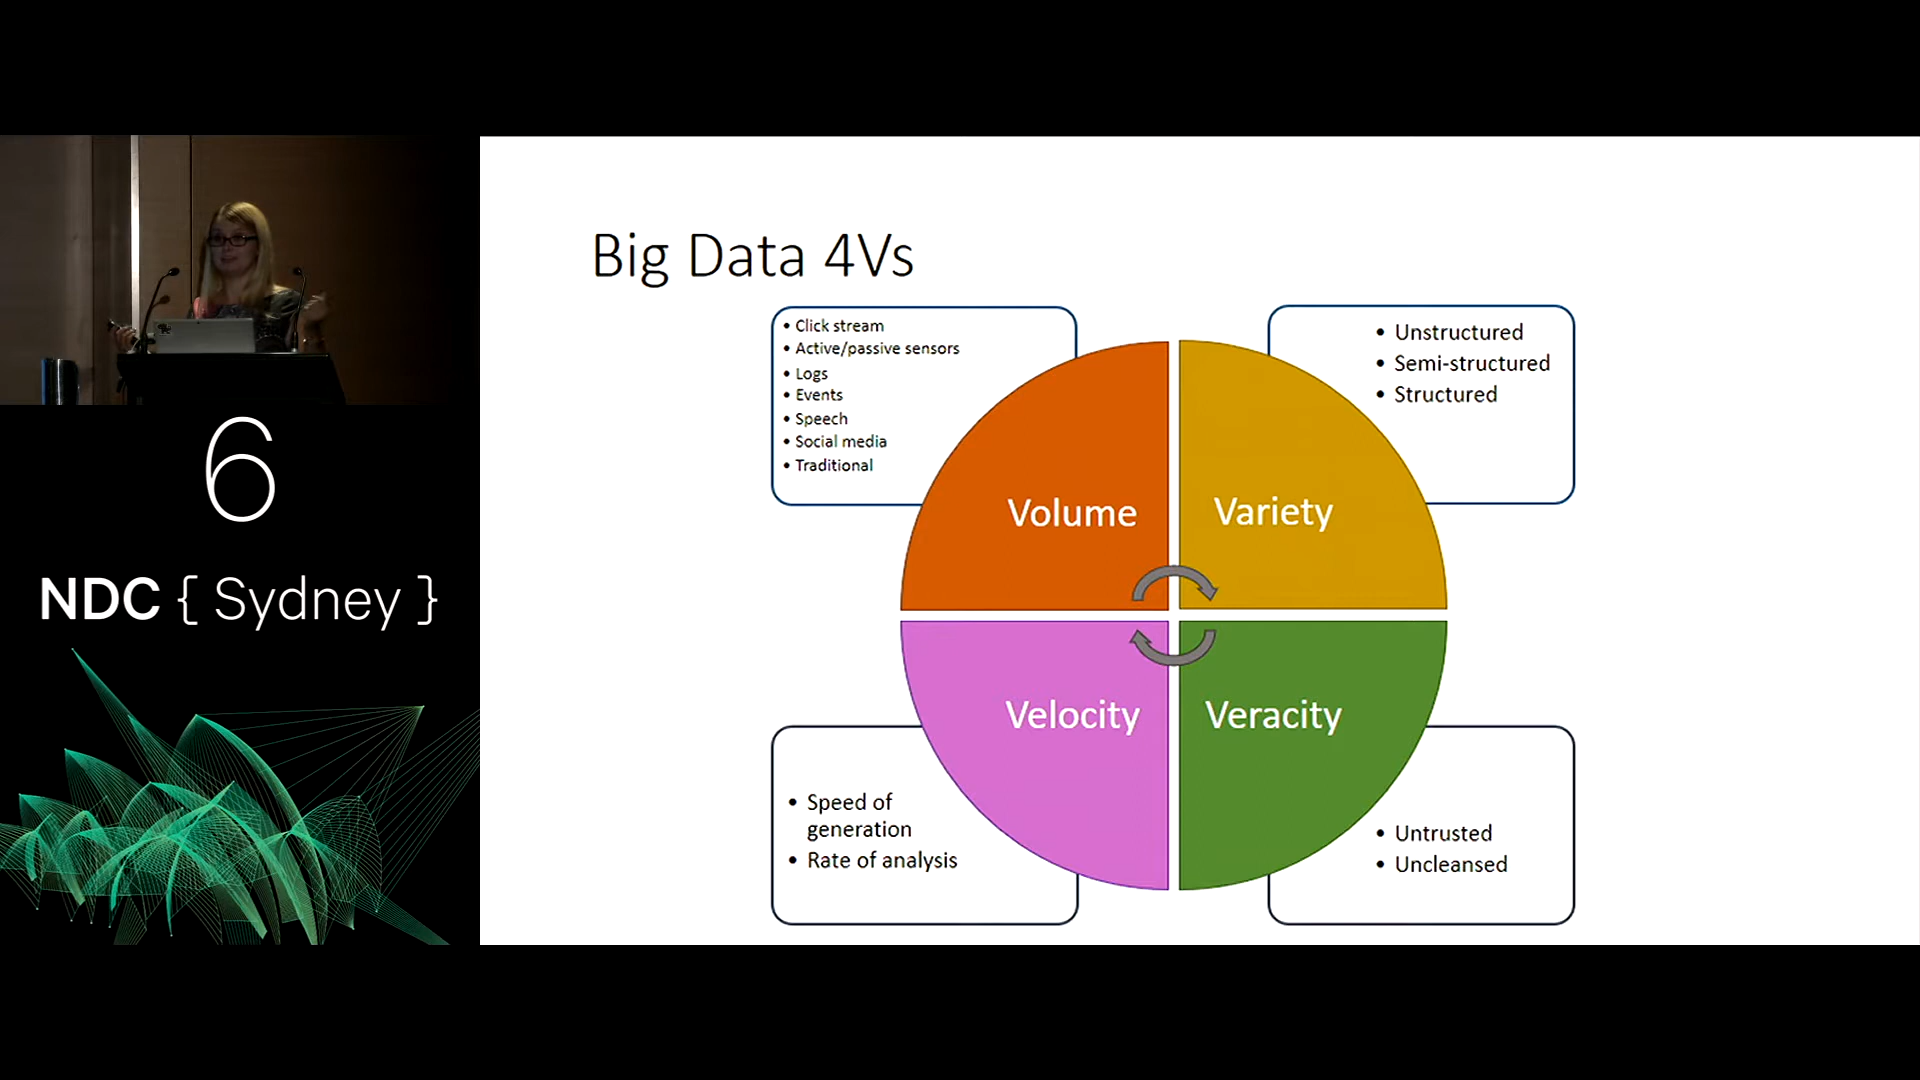 6
NDC { Sydney }
Big Data 4Vs
• Click stream
• Active/passive sensors
• Logs
• Events
• Speech
• Social media
• Traditional
• Unstructured
• Semi-structured
• Structured
Volume
Variety
Velocity
Veracity
• Speed of
generation
• Rate of analysis
• Untrusted
• Uncleansed